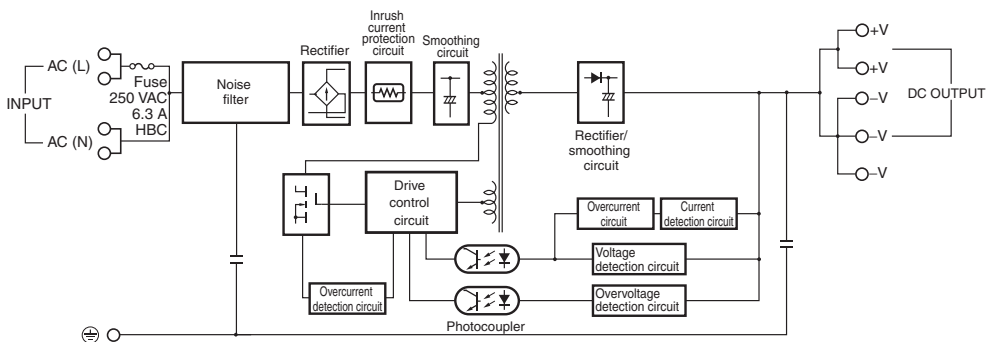 INPUT
AC (L)
Fuse
250 VAC
6.3 A
HBC
AC (N)
Noise
filter
Rectifier
Inrush
current
protection
circuit
Smoothing
circuit
Rectifier/
smoothing
circuit
+V
+V
–V
–V
–V
DC OUTPUT
Drive
control
circuit
Overcurrent
detection circuit
Overcurrent
circuit
Current
detection circuit
Voltage
detection circuit
Overvoltage
detection circuit
Photocoupler